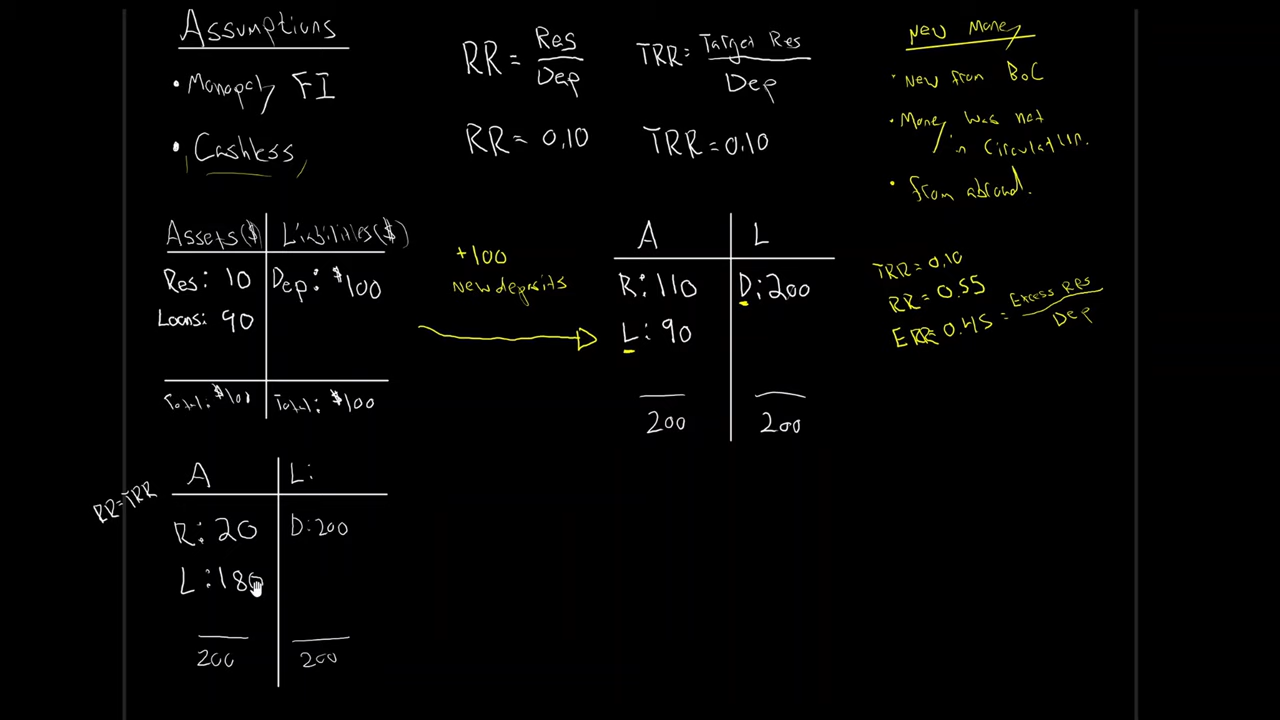 Assumptions
• Monopoly FI
• Cashless
RR = Res / Dep
RR = 0.10
TRR = Target Res / Dep
TRR = 0.10
New Money
• New from BoC
• Money was not
in Circulation.
• from abroad.
Assets($) Liabilities($)
Res: 10 Dep: $100
Loans: 90
Total: $100 Total: $100
+100
new deposits
A L
R: 110 D: 200
L: 90
200 200
TRR = 0.10
RR = 0.55
ERR = 0.45 = Excess RRs / Dep
RR = TRR
A L:
R: 20 D: 200
L: 180
200 200